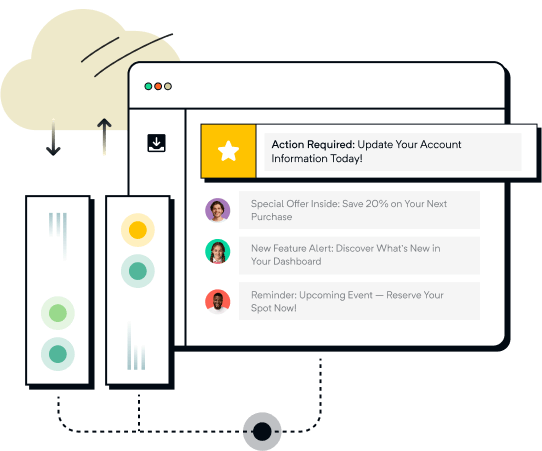 Action Required: Update Your Account
Information Today!
Special Offer Inside: Save 20% on Your Next
Purchase
New Feature Alert: Discover What's New in
Your Dashboard
Reminder: Upcoming Event — Reserve Your
Spot Now!